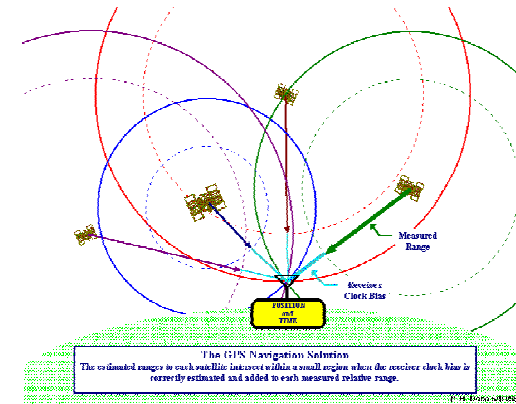 Measured
Range
Receiver
Clock Bias
POSITION
and
TIME
The GPS Navigation Solution
The estimated ranges to each satellite intersect within a small region when the receiver clock bias is
correctly estimated and added to each measured relative range.
P. H. Dana